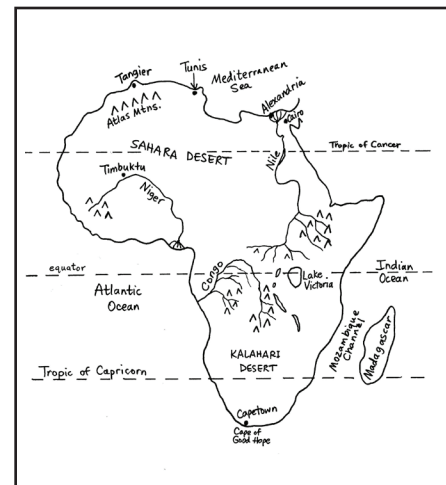 Tangier
Tunis
Mediterranean
Sea
Atlas Mtns.
Alexandria
Cairo
SAHARA DESERT
Nile
Tropic of Cancer
Timbuktu
Niger
equator
Congo
Lake
Victoria
Indian
Ocean
Atlantic
Ocean
Mozambique
Channel
Madagascar
KALAHARI
DESERT
Tropic of Capricorn
Capetown
Cape of
Good Hope